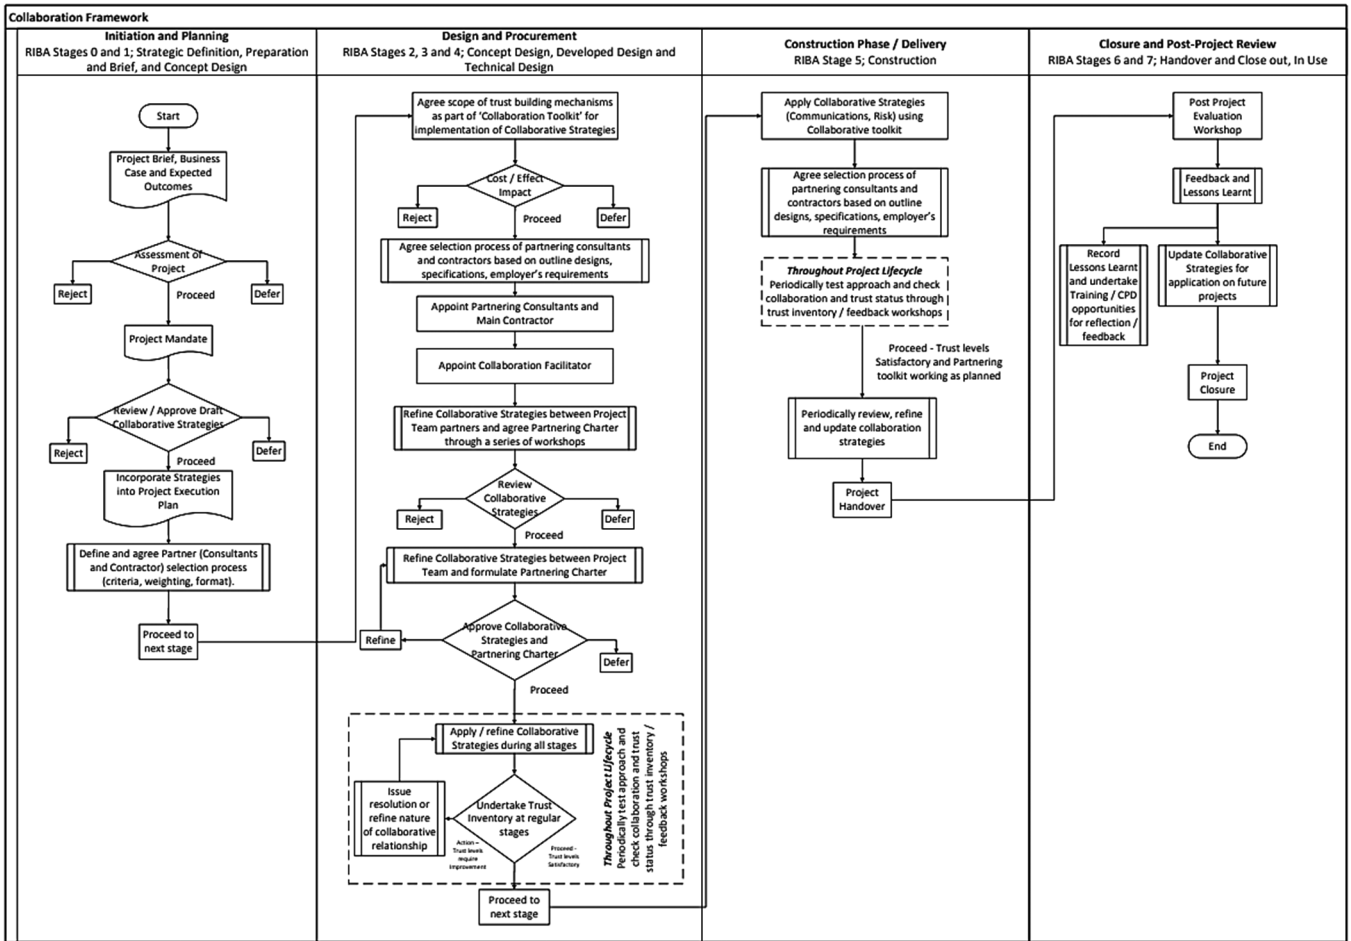 Collaboration Framework
Initiation and Planning
RIBA Stages 0 and 1; Strategic Definition, Preparation
and Brief, and Concept Design
Start
Project Brief, Business
Case and Expected
Outcomes
Assessment of
Project
Reject
Defer
Proceed
Project Mandate
Review / Approve Draft
Collaborative Strategies
Reject
Defer
Proceed
Incorporate Strategies
into Project Execution
Plan
Define and agree Partner (Consultants
and Contractor) selection process
(criteria, weighting, format).
Proceed to
next stage
Design and Procurement
RIBA Stages 2, 3 and 4; Concept Design, Developed Design and
Technical Design
Agree scope of trust building mechanisms
as part of ‘Collaboration Toolkit’ for
implementation of Collaborative Strategies
Cost / Effect
Impact
Reject
Defer
Proceed
Agree selection process of partnering consultants
and contractors based on outline designs,
specifications, employer’s requirements
Appoint Partnering Consultants and
Main Contractor
Appoint Collaboration Facilitator
Refine Collaborative Strategies between Project
Team partners and agree Partnering Charter
through a series of workshops
Review
Collaborative
Strategies
Reject
Defer
Proceed
Refine Collaborative Strategies between Project
Team and formulate Partnering Charter
Approve Collaborative
Strategies and
Partnering Charter
Refine
Defer
Proceed
Apply / refine Collaborative
Strategies during all stages
Issue
resolution or
refine nature
of collaborative
relationship
Undertake Trust
Inventory at regular
stages
Action –
Trust levels
require
improvement
Proceed -
Trust levels
Satisfactory
Throughout Project Lifecycle
Periodically test approach and
check collaboration and trust
status through trust inventory /
feedback workshops
Proceed to
next stage
Construction Phase / Delivery
RIBA Stage 5; Construction
Apply Collaborative Strategies
(Communications, Risk) using
Collaborative toolkit
Agree selection process of
partnering consultants and
contractors based on outline
designs, specifications, employer’s
requirements
Throughout Project Lifecycle
Periodically test approach and check
collaboration and trust status through
trust inventory / feedback workshops
Proceed - Trust levels
Satisfactory and Partnering
toolkit working as planned
Periodically review, refine
and update collaboration
strategies
Project
Handover
Closure and Post-Project Review
RIBA Stages 6 and 7; Handover and Close out, In Use
Post Project
Evaluation
Workshop
Feedback and
Lessons Learnt
Record
Lessons Learnt
and undertake
Training / CPD
opportunities
for reflection /
feedback
Update Collaborative
Strategies for
application on future
projects
Project
Closure
End